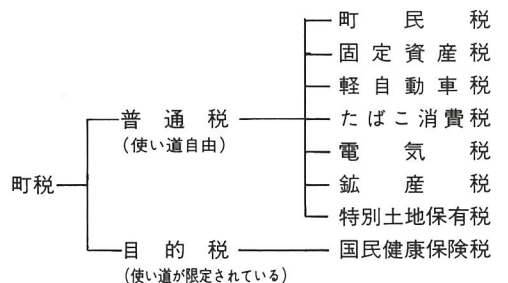 町税
普通税
(使い道自由)
町民税
固定資産税
軽自動車税
たばこ消費税
電気税
鉱産税
特別土地保有税
目的税
(使い道が限定されている)
国民健康保険税